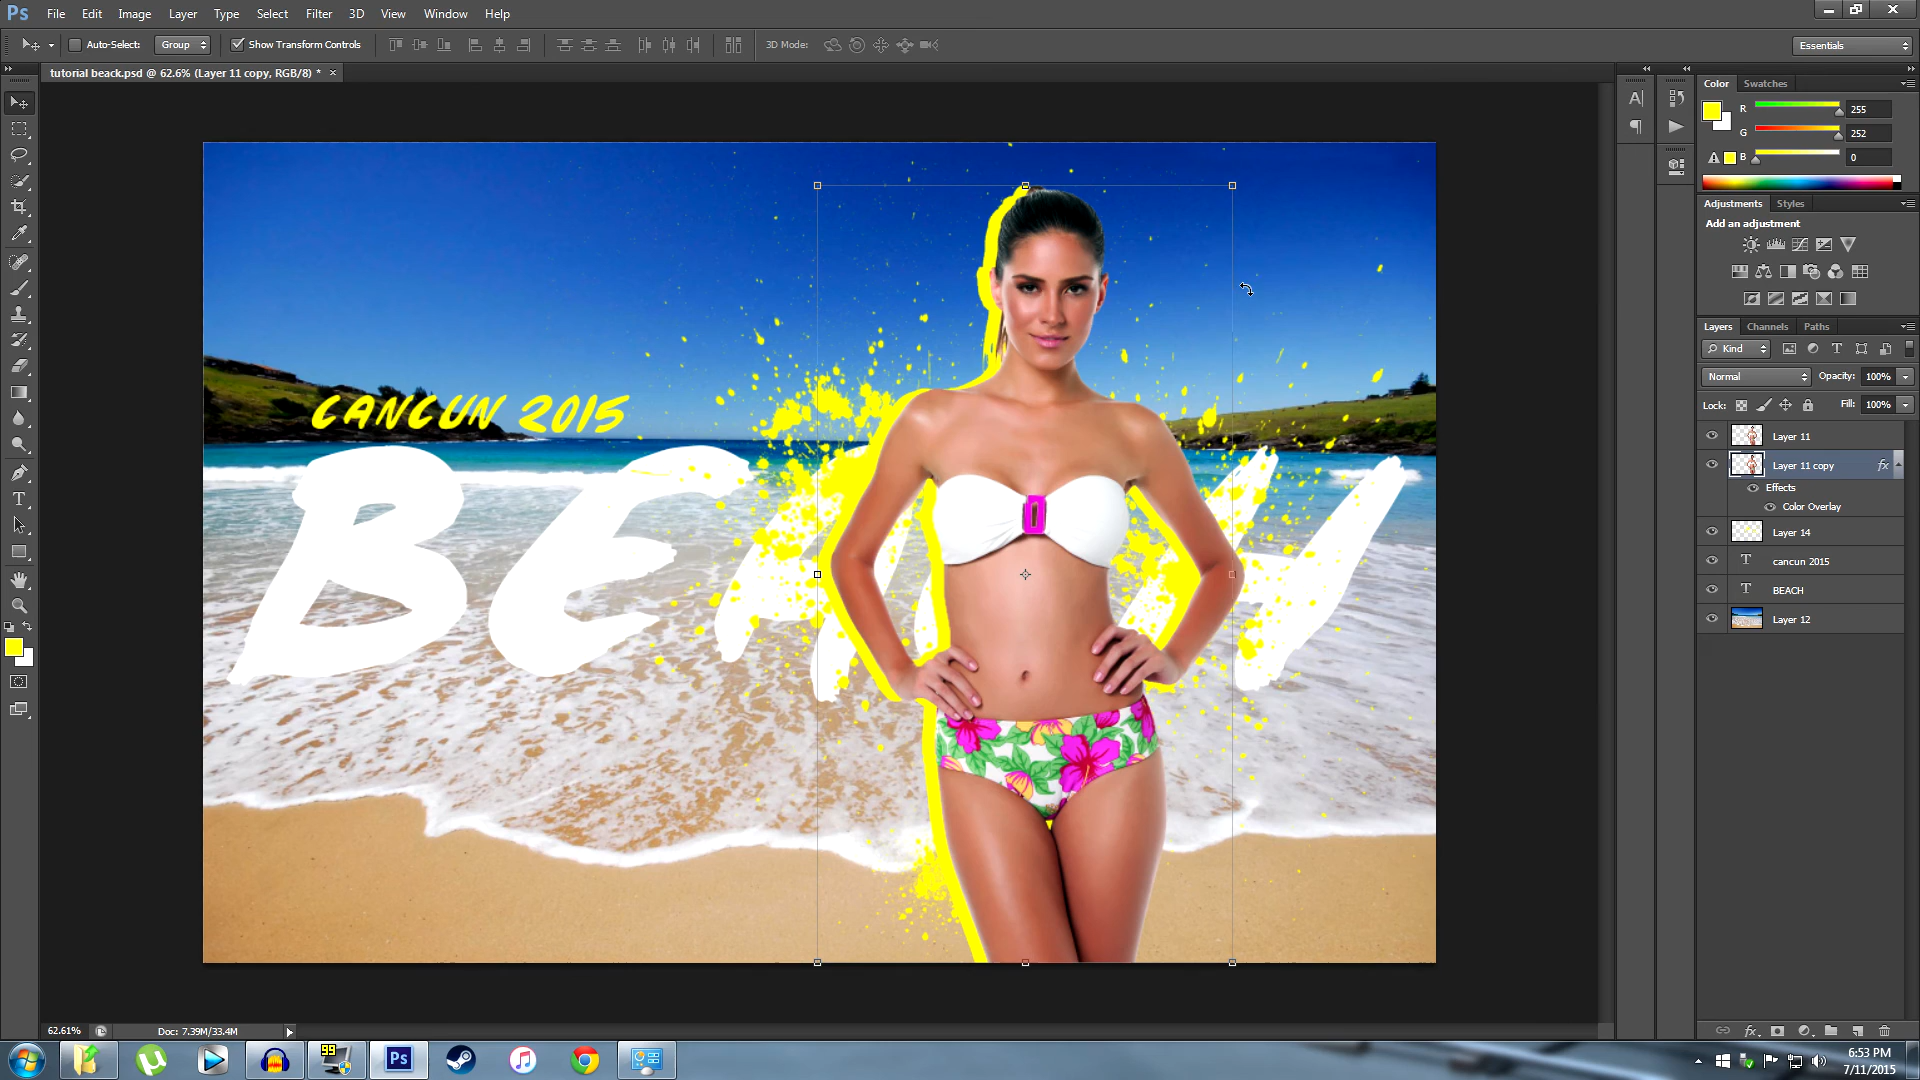 Ps File Edit Image Layer Type Select Filter 3D View Window Help
Auto-Select: Group Show Transform Controls 3D Mode: Essentials
tutorial beack.psd @ 62.6% (Layer 11 copy, RGB/8) * ×
Color Swatches
R 255
G 252
B 0
Adjustments Styles
Add an adjustment
Layers Channels Paths
Kind
Normal Opacity: 100%
Lock: Fill: 100%
Layer 11
Layer 11 copy fx
Effects
Color Overlay
Layer 14
cancun 2015
BEACH
Layer 12
CANCUN 2015
BEA H
62.61% Doc: 7.39M/33.4M
99
Ps
6:53 PM
7/11/2015